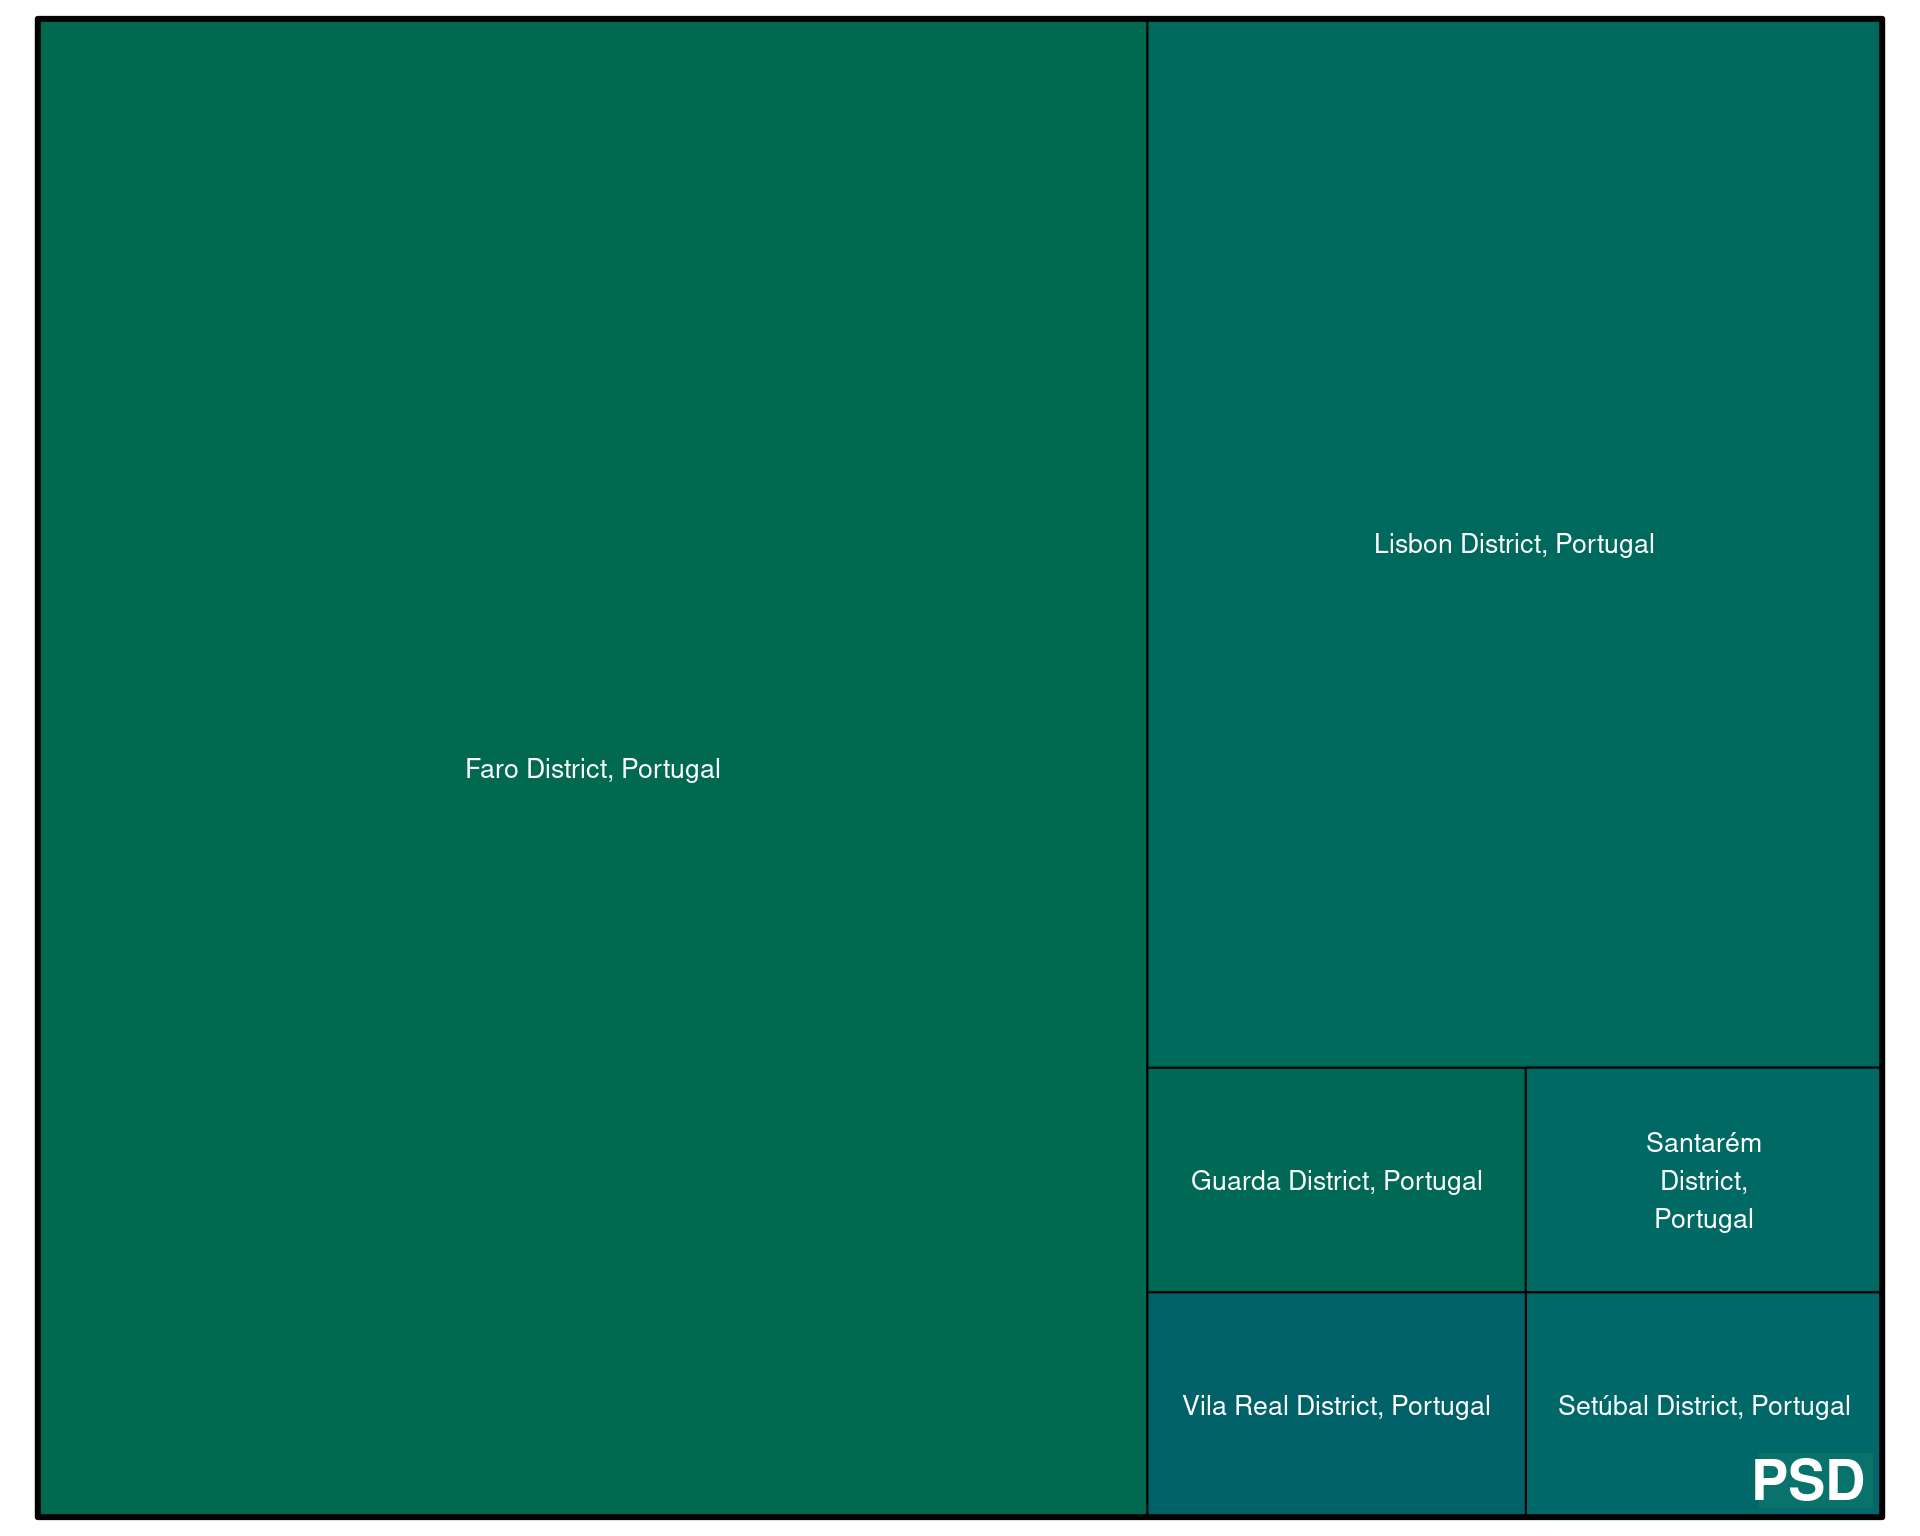 Faro District, Portugal
Lisbon District, Portugal
Guarda District, Portugal
Santarém
District,
Portugal
Vila Real District, Portugal
Setúbal District, Portugal
PSD